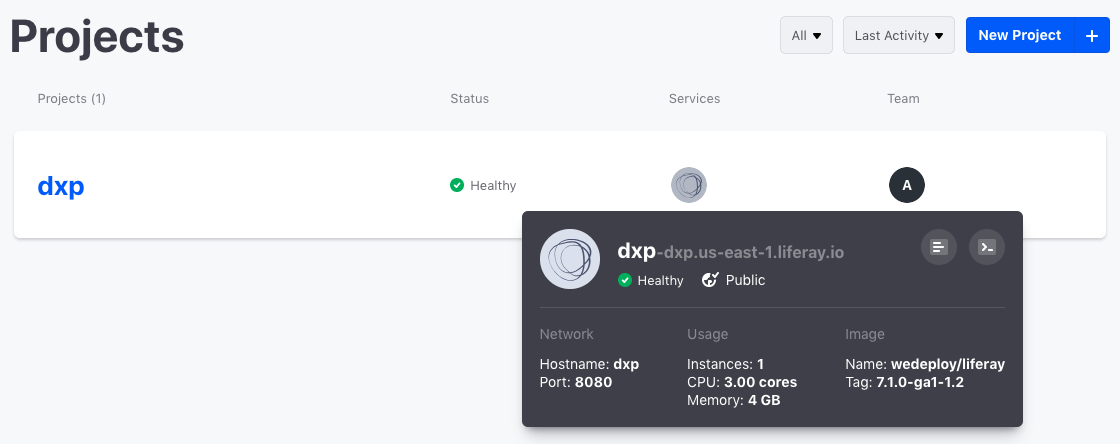 Projects
All
Last Activity
New Project +
Projects (1) Status Services Team
dxp Healthy A
dxp-dxp.us-east-1.liferay.io
Healthy Public
Network Usage Image
Hostname: dxp Instances: 1 Name: wedeploy/liferay
Port: 8080 CPU: 3.00 cores Tag: 7.1.0-ga1-1.2
Memory: 4 GB